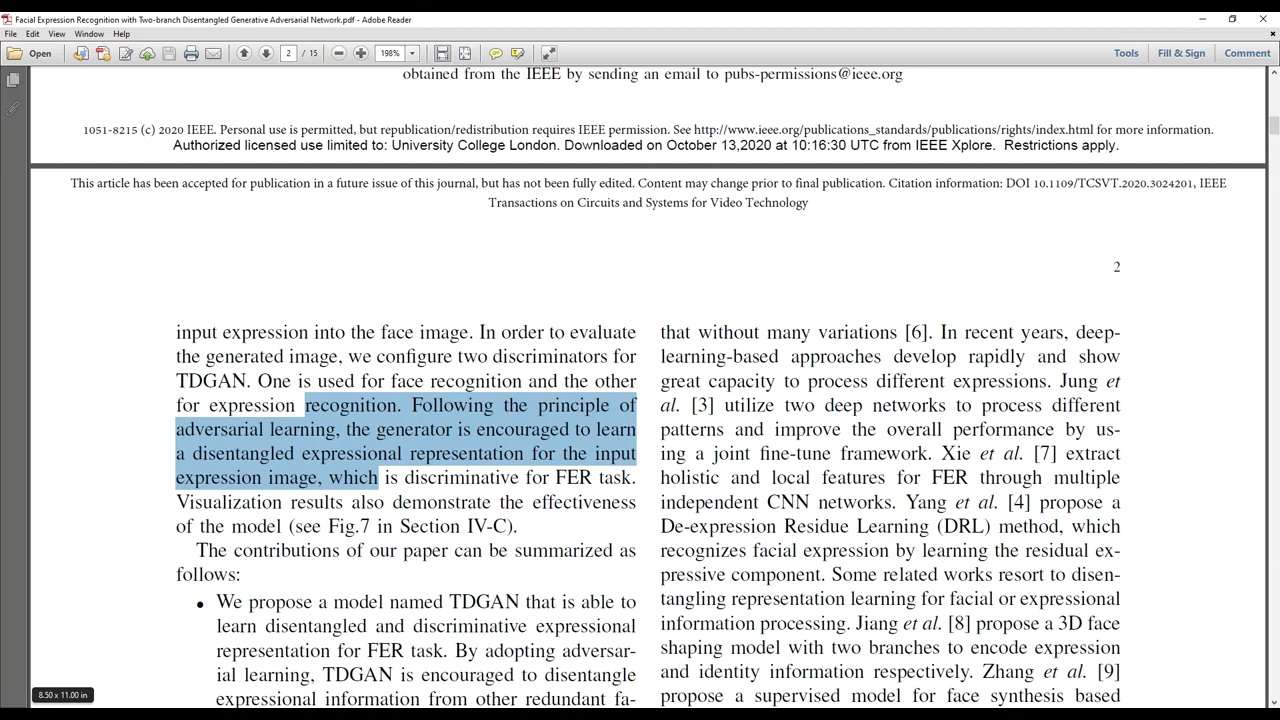 Facial Expression Recognition with Two-branch Disentangled Generative Adversarial Network.pdf - Adobe Reader
File Edit View Window Help
Open 2 / 15 198% Tools Fill & Sign Comment
obtained from the IEEE by sending an email to pubs-permissions@ieee.org
1051-8215 (c) 2020 IEEE. Personal use is permitted, but republication/redistribution requires IEEE permission. See http://www.ieee.org/publications_standards/publications/rights/index.html for more information.
Authorized licensed use limited to: University College London. Downloaded on October 13,2020 at 10:16:30 UTC from IEEE Xplore. Restrictions apply.
This article has been accepted for publication in a future issue of this journal, but has not been fully edited. Content may change prior to final publication. Citation information: DOI 10.1109/TCSVT.2020.3024201, IEEE
Transactions on Circuits and Systems for Video Technology
2
input expression into the face image. In order to evaluate
the generated image, we configure two discriminators for
TDGAN. One is used for face recognition and the other
for expression recognition. Following the principle of
adversarial learning, the generator is encouraged to learn
a disentangled expressional representation for the input
expression image, which is discriminative for FER task.
Visualization results also demonstrate the effectiveness
of the model (see Fig.7 in Section IV-C).
The contributions of our paper can be summarized as
follows:
• We propose a model named TDGAN that is able to
learn disentangled and discriminative expressional
representation for FER task. By adopting adversar-
ial learning, TDGAN is encouraged to disentangle
expressional information from other redundant fa-
that without many variations [6]. In recent years, deep-
learning-based approaches develop rapidly and show
great capacity to process different expressions. Jung et
al. [3] utilize two deep networks to process different
patterns and improve the overall performance by us-
ing a joint fine-tune framework. Xie et al. [7] extract
holistic and local features for FER through multiple
independent CNN networks. Yang et al. [4] propose a
De-expression Residue Learning (DRL) method, which
recognizes facial expression by learning the residual ex-
pressive component. Some related works resort to disen-
tangling representation learning for facial or expressional
information processing. Jiang et al. [8] propose a 3D face
shaping model with two branches to encode expression
and identity information respectively. Zhang et al. [9]
propose a supervised model for face synthesis based
8.50 x 11.00 in